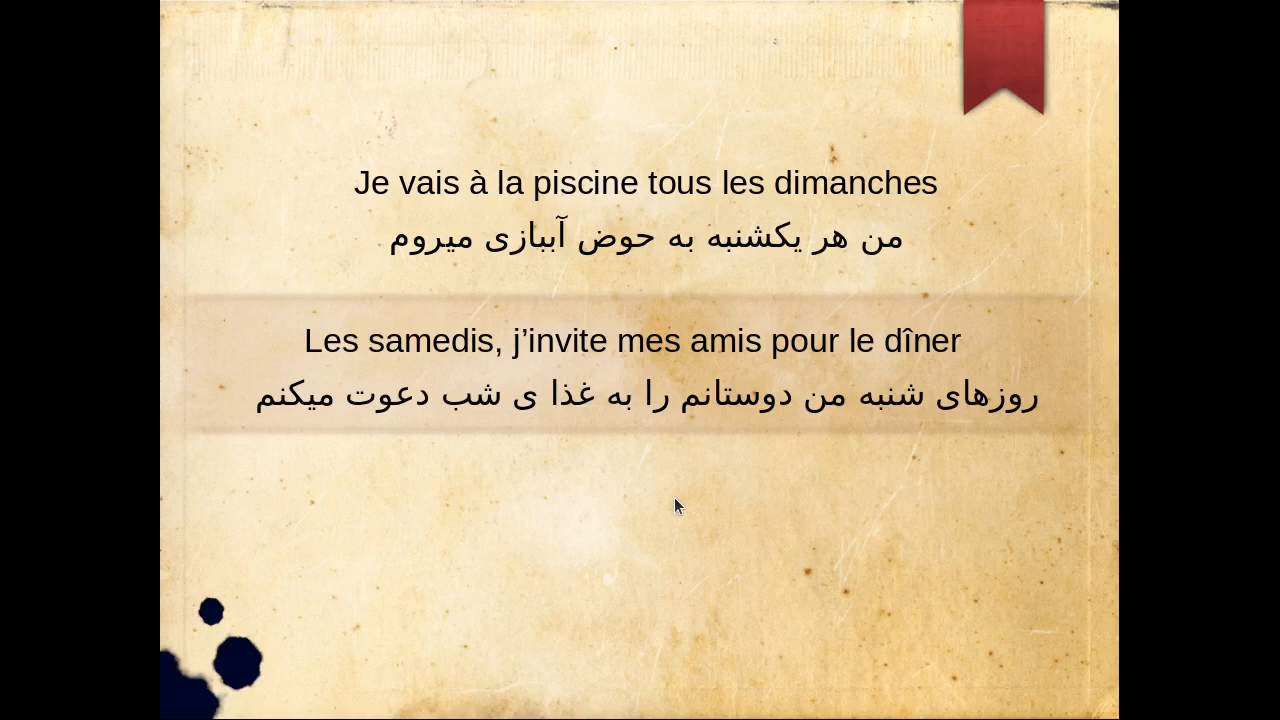 Je vais à la piscine tous les dimanches
من هر یکشنبه به حوض آببازی میروم
Les samedis, j’invite mes amis pour le dîner
روزهای شنبه من دوستانم را به غذا ی شب دعوت میکنم